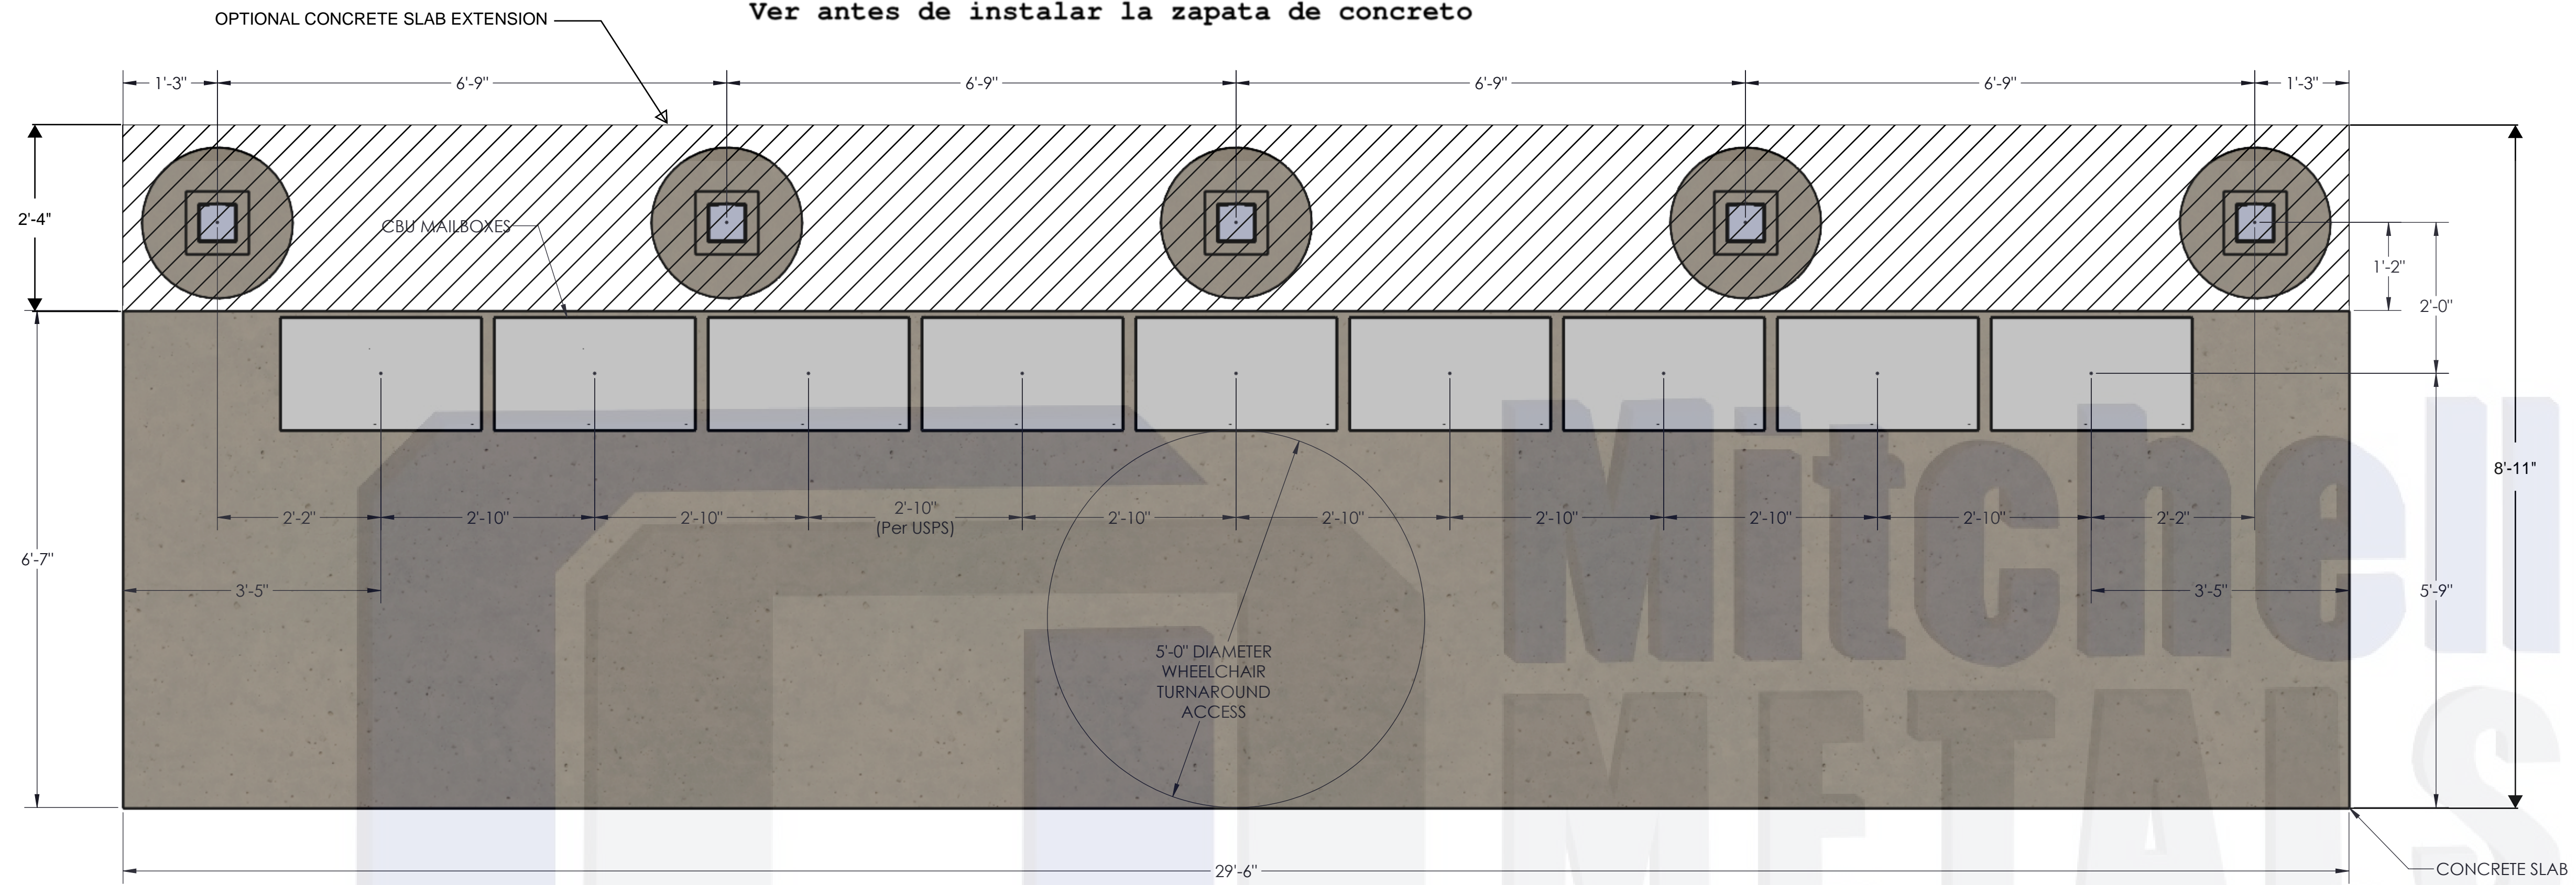 Ver antes de instalar la zapata de concreto
OPTIONAL CONCRETE SLAB EXTENSION
1'-3"
6'-9"
6'-9"
6'-9"
6'-9"
1'-3"
2'-4"
CBU MAILBOXES
1'-2"
2'-0"
8'-11"
2'-2"
2'-10"
2'-10"
2'-10"
(Per USPS)
2'-10"
2'-10"
2'-10"
2'-10"
2'-10"
2'-2"
6'-7"
3'-5"
3'-5"
5'-9"
5'-0" DIAMETER
WHEELCHAIR
TURNAROUND
ACCESS
Mitchell
METALS
29'-6"
CONCRETE SLAB